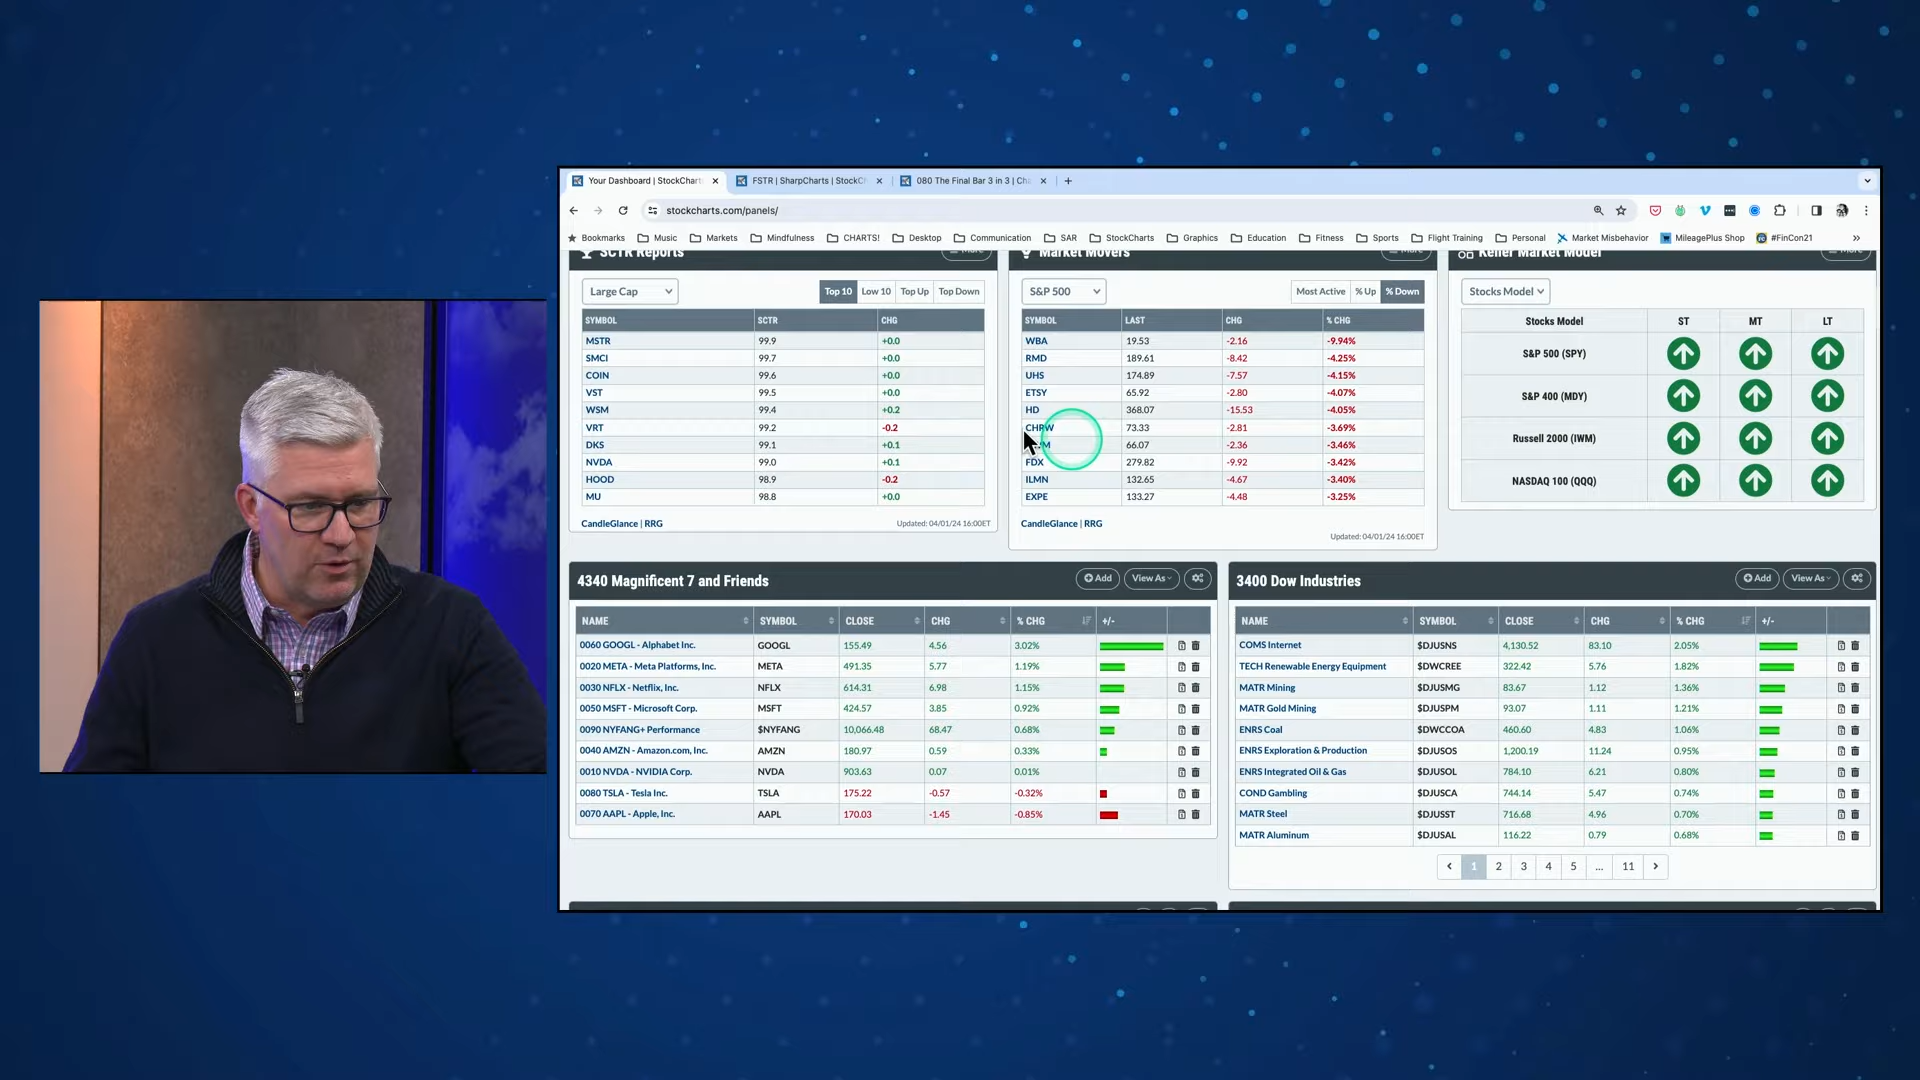 Your Dashboard | StockChart
FSTR | SharpCharts | StockC
080 The Final Bar 3 in 3 | Cha
stockcharts.com/panels/
Bookmarks Music Markets Mindfulness CHARTS! Desktop Communication SAR StockCharts Graphics Education Fitness Sports Flight Training Personal Market Misbehavior MileagePlus Shop #FinCon21 »
SCTR Reports More
Large Cap Top 10 Low 10 Top Up Top Down
SYMBOL SCTR CHG
MSTR 99.9 +0.0
SMCI 99.7 +0.0
COIN 99.6 +0.0
VST 99.5 +0.0
WSM 99.4 +0.2
VRT 99.2 -0.2
DKS 99.1 +0.1
NVDA 99.0 +0.1
HOOD 98.9 -0.2
MU 98.8 +0.0
CandleGlance | RRG Updated: 04/01/24 16:00ET
Market Movers More
S&P 500 Most Active % Up % Down
SYMBOL LAST CHG % CHG
WBA 19.53 -2.16 -9.94%
RMD 189.61 -8.42 -4.25%
UHS 174.89 -7.57 -4.15%
ETSY 65.92 -2.80 -4.07%
HD 368.07 -15.53 -4.05%
CHRW 73.33 -2.81 -3.69%
66.07 -2.36 -3.46%
FDX 279.82 -9.92 -3.42%
ILMN 132.65 -4.67 -3.40%
EXPE 133.27 -4.48 -3.25%
CandleGlance | RRG
Updated: 04/01/24 16:00ET
Keller Market Model More
Stocks Model
Stocks Model ST MT LT
S&P 500 (SPY)
S&P 400 (MDY)
Russell 2000 (IWM)
NASDAQ 100 (QQQ)
4340 Magnificent 7 and Friends Add View As
NAME SYMBOL CLOSE CHG % CHG +/-
0060 GOOGL - Alphabet Inc. GOOGL 155.49 4.56 3.02%
0020 META - Meta Platforms, Inc. META 491.35 5.77 1.19%
0030 NFLX - Netflix, Inc. NFLX 614.31 6.98 1.15%
0050 MSFT - Microsoft Corp. MSFT 424.57 3.85 0.92%
0090 NYFANG+ Performance $NYFANG 10,066.48 68.47 0.68%
0040 AMZN - Amazon.com, Inc. AMZN 180.97 0.59 0.33%
0010 NVDA - NVIDIA Corp. NVDA 903.63 0.07 0.01%
0080 TSLA - Tesla Inc. TSLA 175.22 -0.57 -0.32%
0070 AAPL - Apple, Inc. AAPL 170.03 -1.45 -0.85%
3400 Dow Industries Add View As
NAME SYMBOL CLOSE CHG % CHG +/-
COMS Internet $DJUSNS 4,130.52 83.10 2.05%
TECH Renewable Energy Equipment $DWCREE 322.42 5.76 1.82%
MATR Mining $DJUSMG 83.67 1.12 1.36%
MATR Gold Mining $DJUSPM 93.07 1.11 1.21%
ENRS Coal $DWCCOA 460.60 4.83 1.06%
ENRS Exploration & Production $DJUSOS 1,200.19 11.24 0.95%
ENRS Integrated Oil & Gas $DJUSOL 784.10 6.21 0.80%
COND Gambling $DJUSCA 744.14 5.47 0.74%
MATR Steel $DJUSST 716.68 4.96 0.70%
MATR Aluminum $DJUSAL 116.22 0.79 0.68%
1 2 3 4 5 ... 11